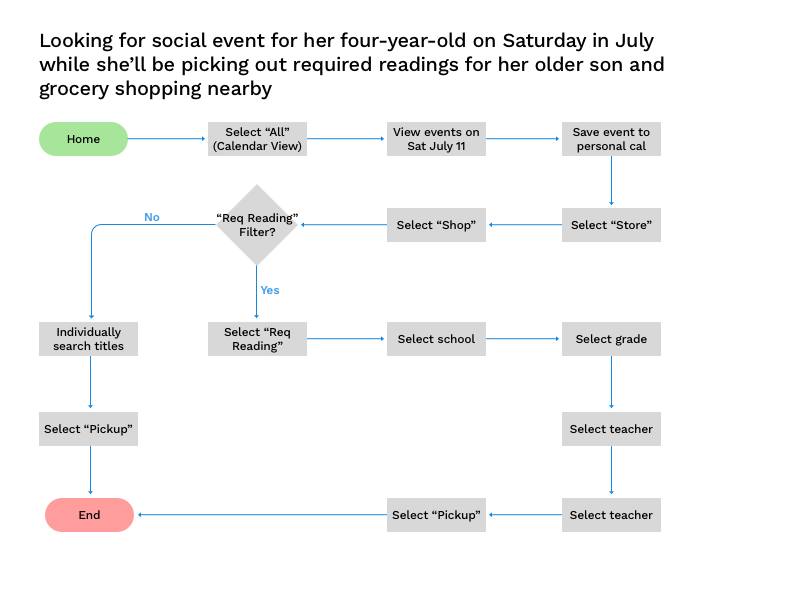 Looking for social event for her four-year-old on Saturday in July
while she’ll be picking out required readings for her older son and
grocery shopping nearby
Home
Select “All”
(Calendar View)
View events on
Sat July 11
Save event to
personal cal
“Req Reading”
Filter?
Select “Shop”
Select “Store”
No
Yes
Individually
search titles
Select “Req
Reading”
Select school
Select grade
Select “Pickup”
Select teacher
End
Select “Pickup”
Select teacher